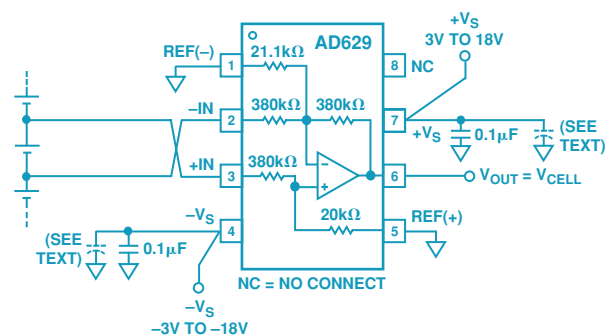 +VS
3V TO 18V
REF(–)
21.1kΩ
AD629
1
8
NC
–IN
380kΩ
380kΩ
2
7
+VS
0.1μF
(SEE
TEXT)
+IN
380kΩ
3
–
+
6
VOUT = VCELL
20kΩ
REF(+)
–VS
4
5
(SEE
TEXT)
0.1μF
NC = NO CONNECT
–VS
–3V TO –18V